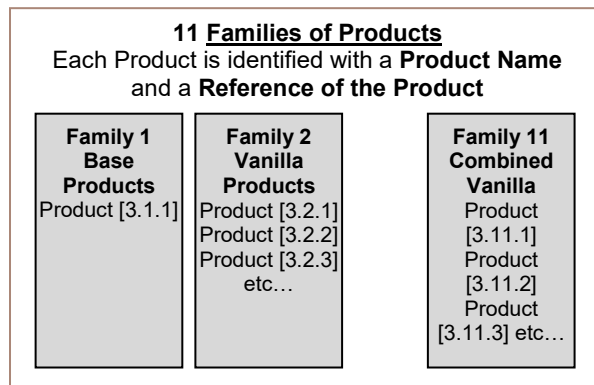 11 Families of Products
Each Product is identified with a Product Name
and a Reference of the Product
Family 1
Base
Products
Product [3.1.1]
Family 2
Vanilla
Products
Product [3.2.1]
Product [3.2.2]
Product [3.2.3]
etc…
Family 11
Combined
Vanilla
Product
[3.11.1]
Product
[3.11.2]
Product
[3.11.3] etc…